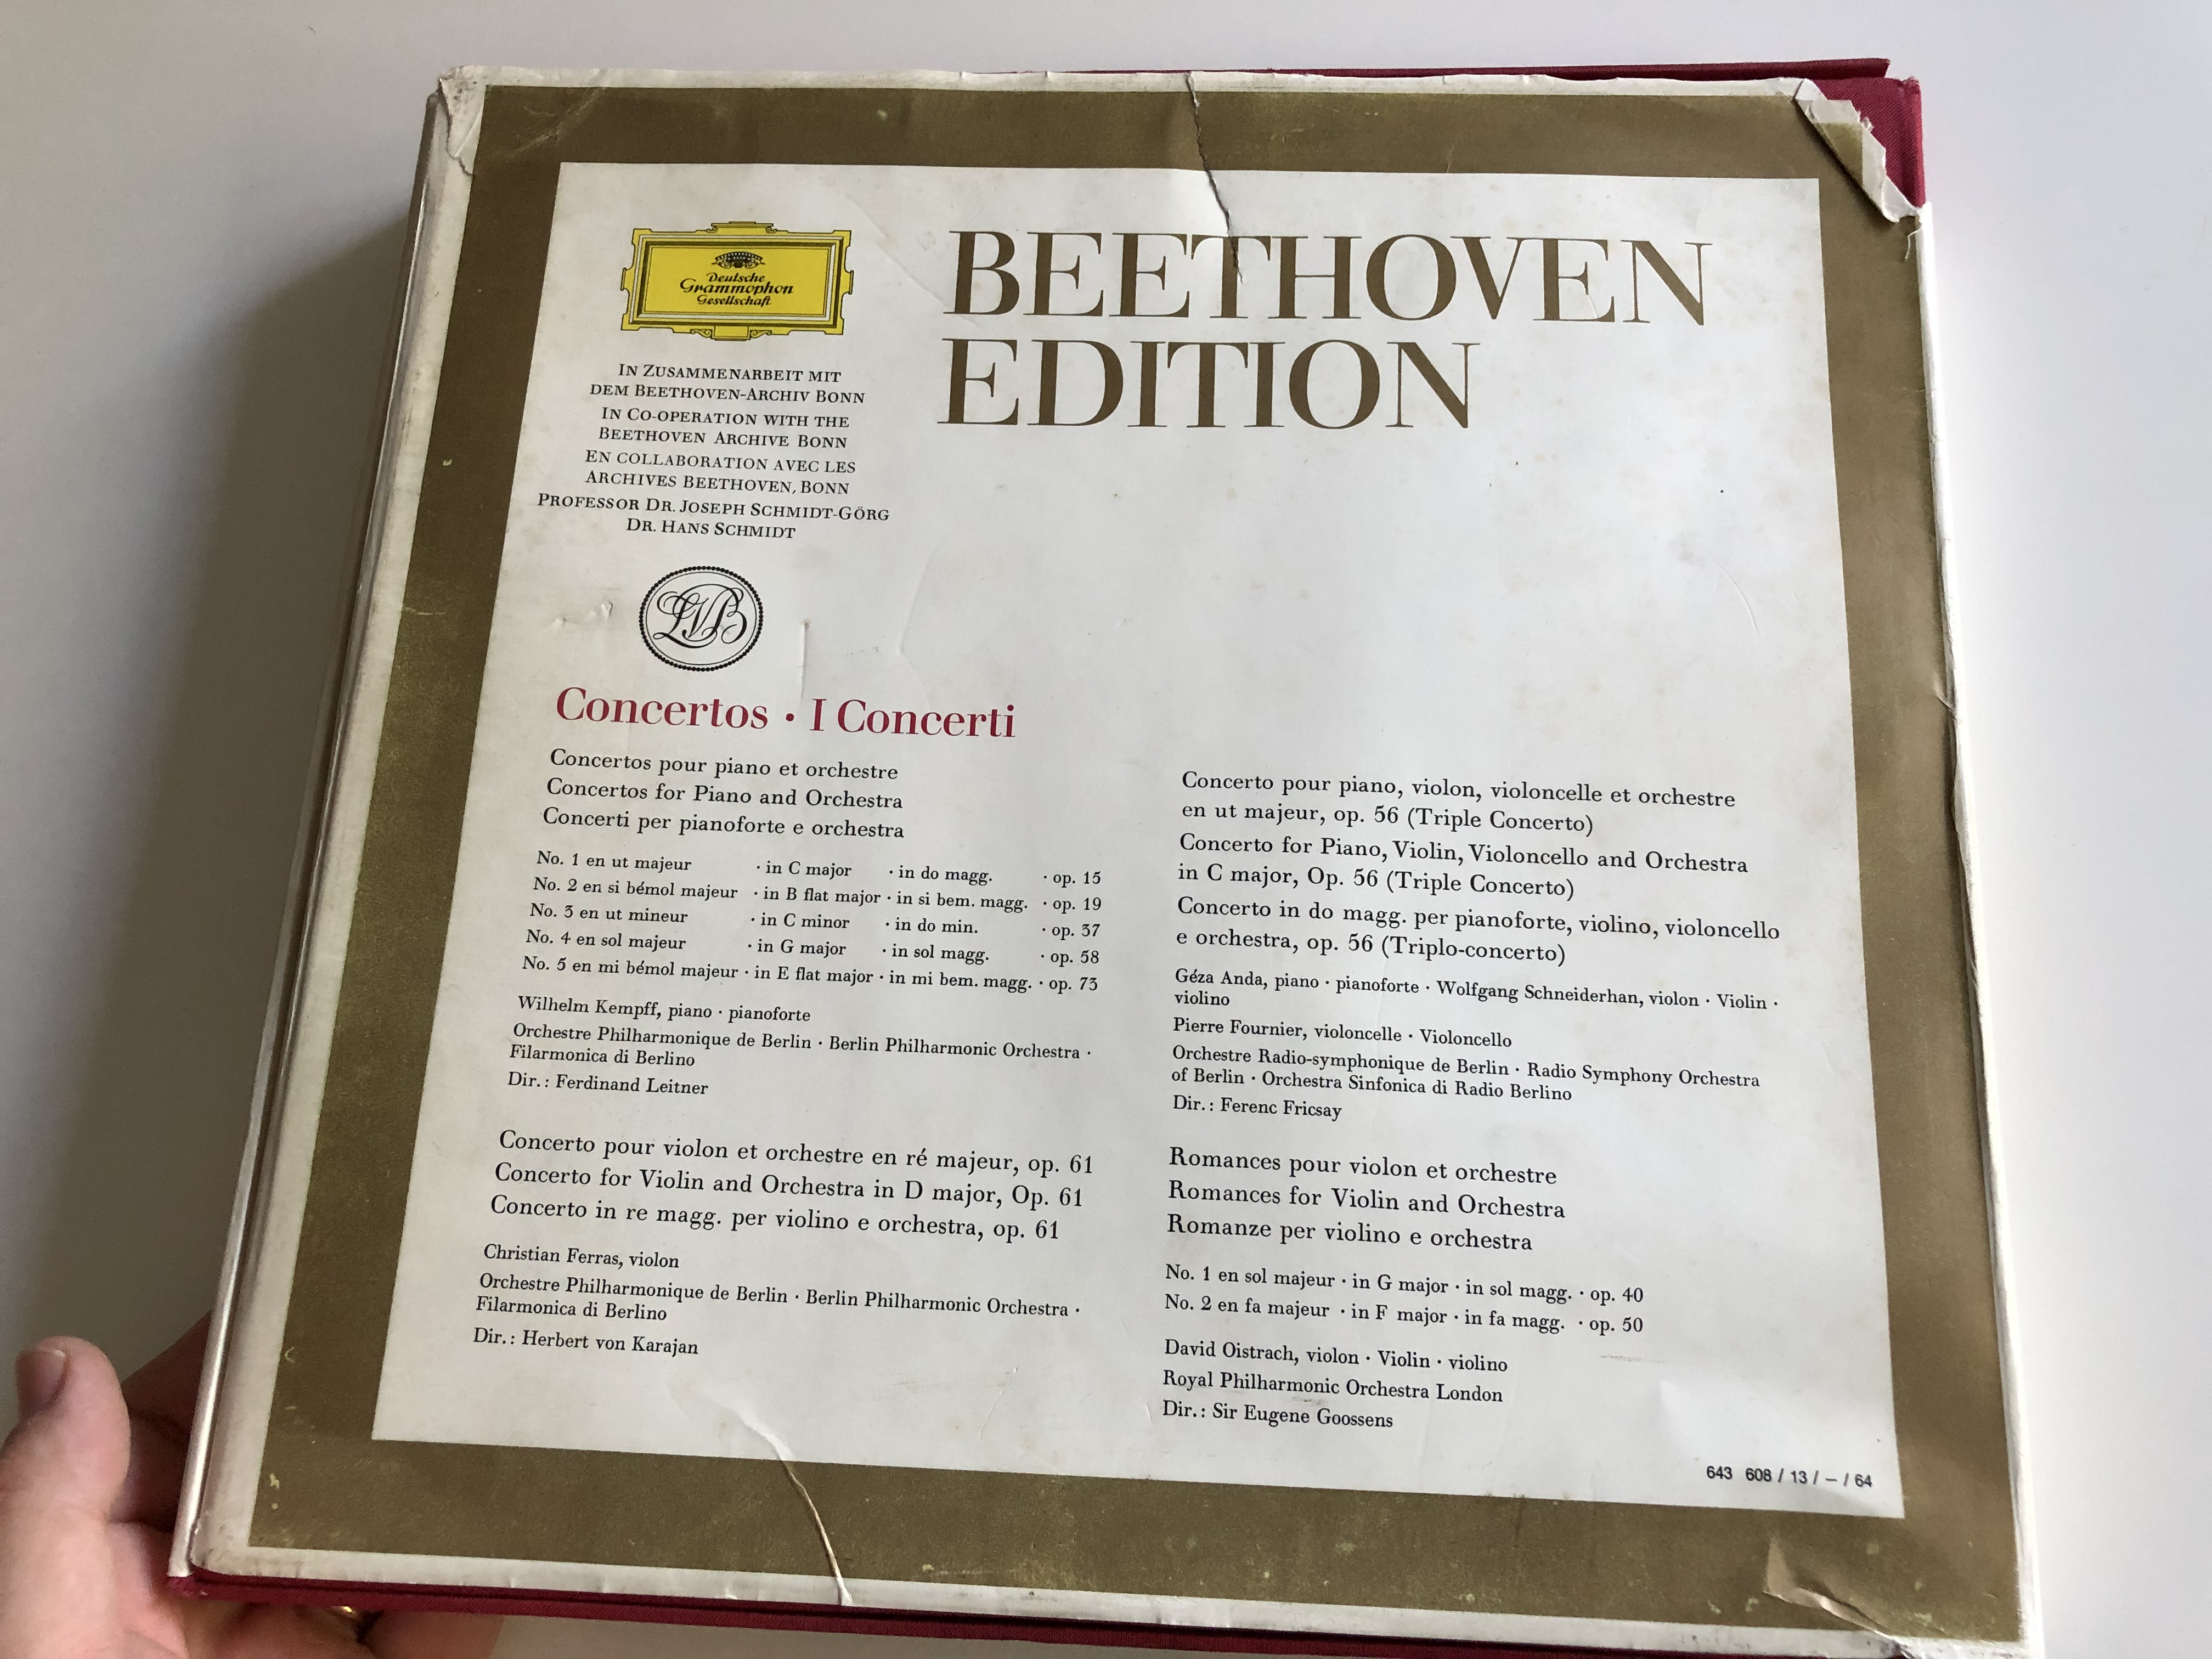 Deutsche
Grammophon
Gesellschaft
BEETHOVEN
EDITION
IN ZUSAMMENARBEIT MIT
DEM BEETHOVEN-ARCHIV BONN
IN CO-OPERATION WITH THE
BEETHOVEN ARCHIVE BONN
EN COLLABORATION AVEC LES
ARCHIVES BEETHOVEN, BONN
PROFESSOR DR. JOSEPH SCHMIDT-GÖRG
DR. HANS SCHMIDT
LVB
Concertos · I Concerti
Concertos pour piano et orchestre
Concertos for Piano and Orchestra
Concerti per pianoforte e orchestra
No. 1 en ut majeur · in C major · in do magg. · op. 15
No. 2 en si bémol majeur · in B flat major · in si bem. magg. · op. 19
No. 3 en ut mineur · in C minor · in do min. · op. 37
No. 4 en sol majeur · in G major · in sol magg. · op. 58
No. 5 en mi bémol majeur · in E flat major · in mi bem. magg. · op. 73
Wilhelm Kempff, piano · pianoforte
Orchestre Philharmonique de Berlin · Berlin Philharmonic Orchestra ·
Filarmonica di Berlino
Dir.: Ferdinand Leitner
Concerto pour violon et orchestre en ré majeur, op. 61
Concerto for Violin and Orchestra in D major, Op. 61
Concerto in re magg. per violino e orchestra, op. 61
Christian Ferras, violon
Orchestre Philharmonique de Berlin · Berlin Philharmonic Orchestra ·
Filarmonica di Berlino
Dir.: Herbert von Karajan
Concerto pour piano, violon, violoncelle et orchestre
en ut majeur, op. 56 (Triple Concerto)
Concerto for Piano, Violin, Violoncello and Orchestra
in C major, Op. 56 (Triple Concerto)
Concerto in do magg. per pianoforte, violino, violoncello
e orchestra, op. 56 (Triplo-concerto)
Géza Anda, piano · pianoforte · Wolfgang Schneiderhan, violon · Violin ·
violino
Pierre Fournier, violoncelle · Violoncello
Orchestre Radio-symphonique de Berlin · Radio Symphony Orchestra
of Berlin · Orchestra Sinfonica di Radio Berlino
Dir.: Ferenc Fricsay
Romances pour violon et orchestre
Romances for Violin and Orchestra
Romanze per violino e orchestra
No. 1 en sol majeur · in G major · in sol magg. · op. 40
No. 2 en fa majeur · in F major · in fa magg. · op. 50
David Oistrach, violon · Violin · violino
Royal Philharmonic Orchestra London
Dir.: Sir Eugene Goossens
643 608 / 13 / – / 64